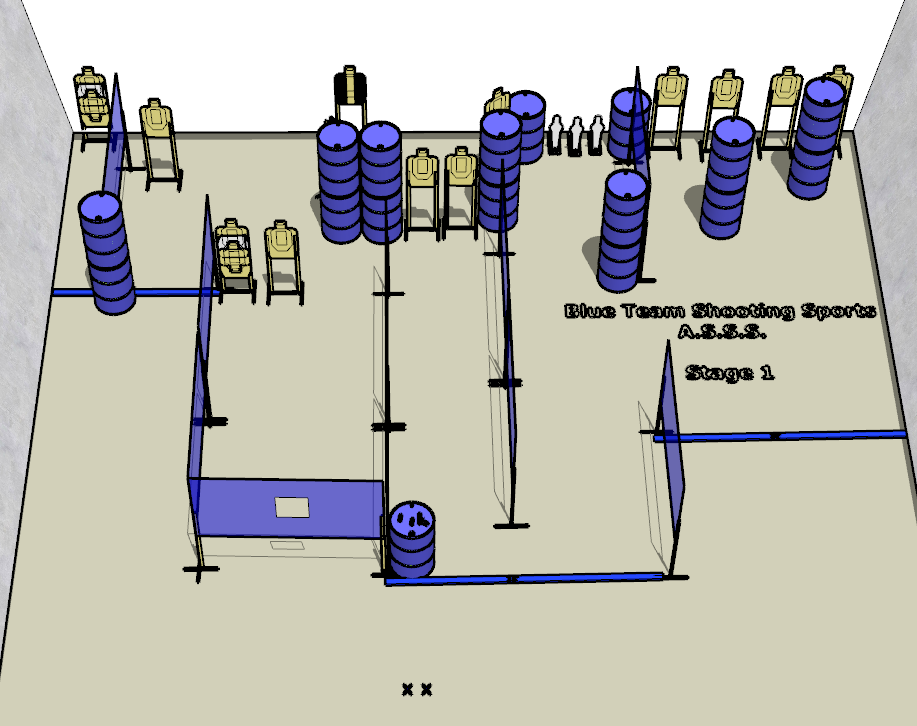 Blue Team Shooting Sports
A.S.S.S.
Stage 1
X X